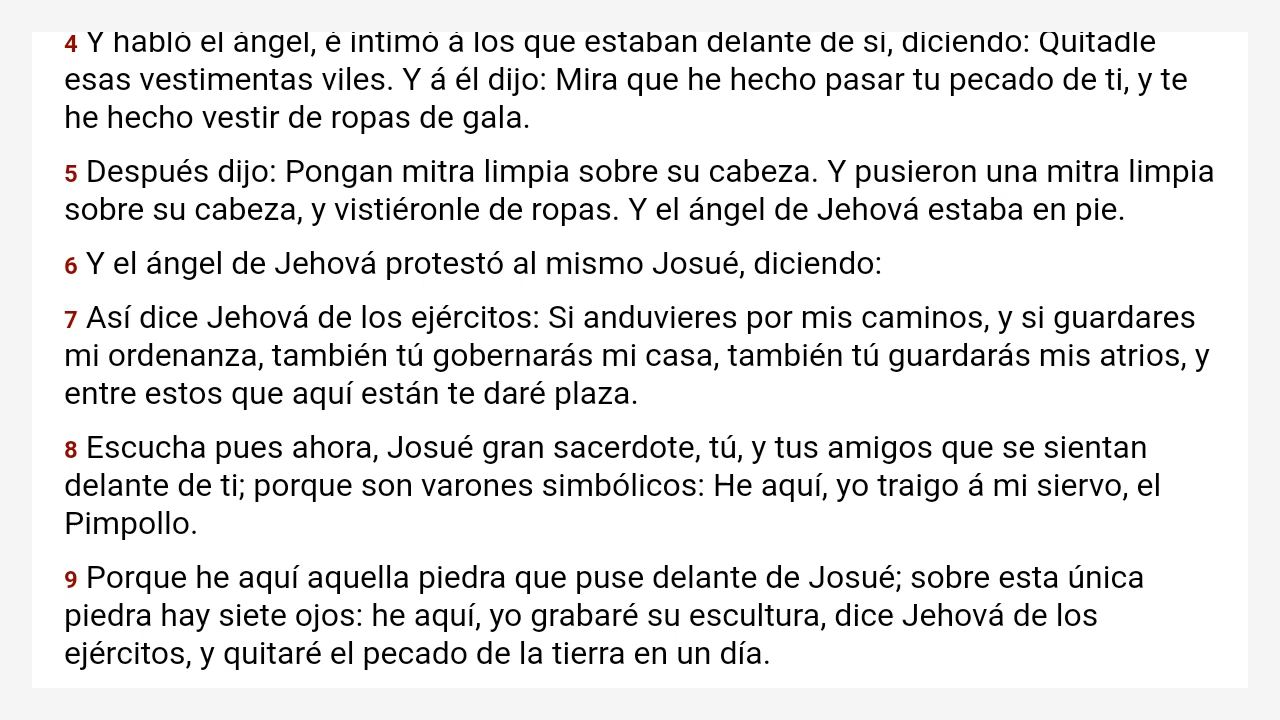 4 Y habló el ángel, é intimó á los que estaban delante de sí, diciendo: Quitadle
esas vestimentas viles. Y á él dijo: Mira que he hecho pasar tu pecado de ti, y te
he hecho vestir de ropas de gala.
5 Después dijo: Pongan mitra limpia sobre su cabeza. Y pusieron una mitra limpia
sobre su cabeza, y vistiéronle de ropas. Y el ángel de Jehová estaba en pie.
6 Y el ángel de Jehová protestó al mismo Josué, diciendo:
7 Así dice Jehová de los ejércitos: Si anduvieres por mis caminos, y si guardares
mi ordenanza, también tú gobernarás mi casa, también tú guardarás mis atrios, y
entre estos que aquí están te daré plaza.
8 Escucha pues ahora, Josué gran sacerdote, tú, y tus amigos que se sientan
delante de ti; porque son varones simbólicos: He aquí, yo traigo á mi siervo, el
Pimpollo.
9 Porque he aquí aquella piedra que puse delante de Josué; sobre esta única
piedra hay siete ojos: he aquí, yo grabaré su escultura, dice Jehová de los
ejércitos, y quitaré el pecado de la tierra en un día.